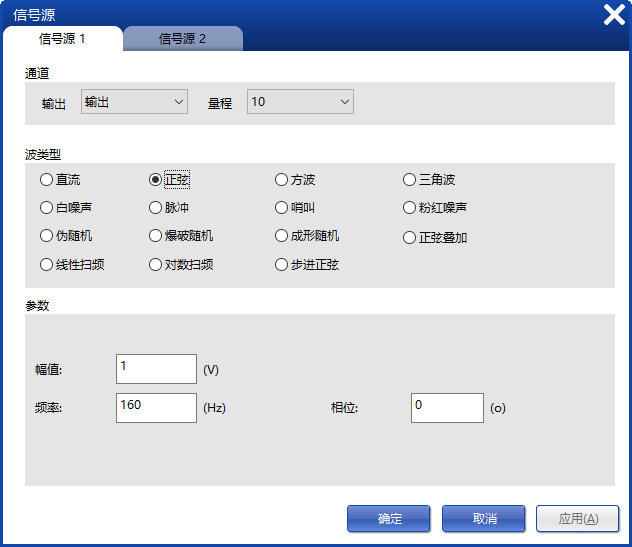 信号源
信号源 1 信号源 2
通道
输出 输出 量程 10
波类型
直流 正弦 方波 三角波
白噪声 脉冲 哨叫 粉红噪声
伪随机 爆破随机 成形随机 正弦叠加
线性扫频 对数扫频 步进正弦
参数
幅值: 1 (V)
频率: 160 (Hz) 相位: 0 (o)
确定 取消 应用(A)